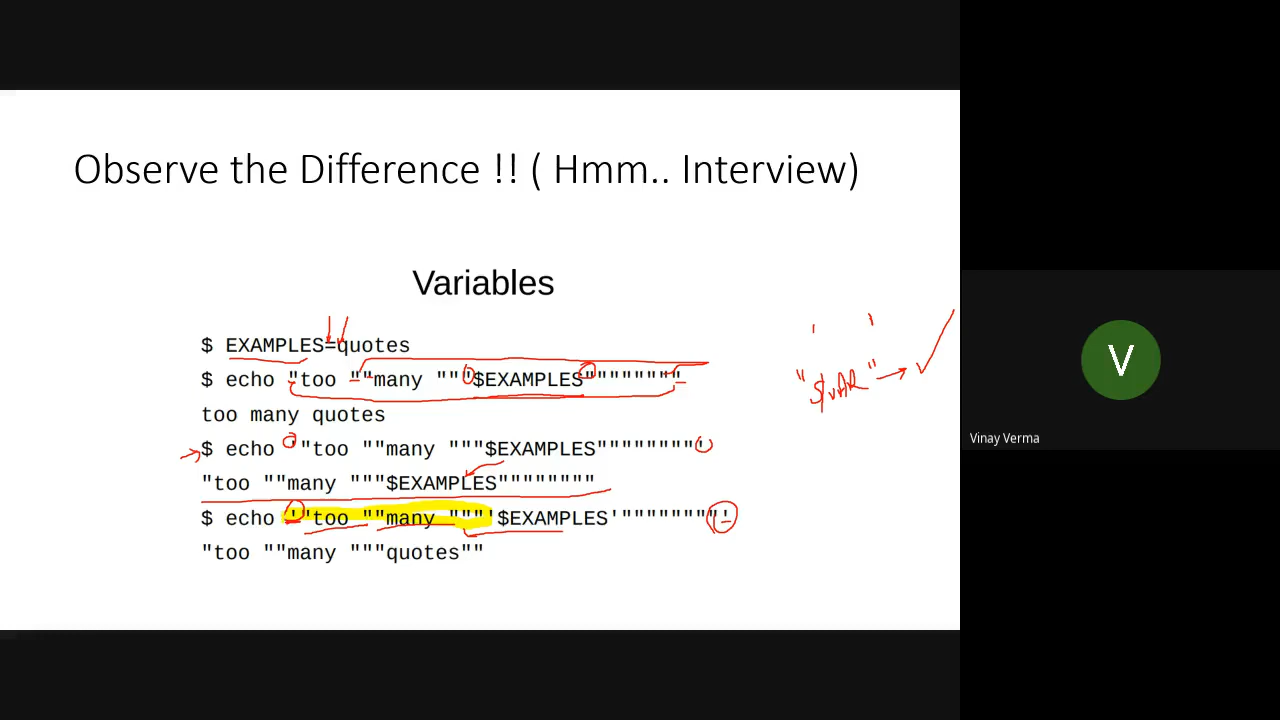 Observe the Difference !! ( Hmm.. Interview)
Variables
$ EXAMPLES=quotes
$ echo "too ""many """$EXAMPLES""""""""
too many quotes
$ echo '"too ""many """$EXAMPLES"""""""""'
"too ""many """$EXAMPLES""""""""
$ echo '"too ""many """'$EXAMPLES'""""""""'
"too ""many """quotes""
' '
"$VAR"
V
Vinay Verma